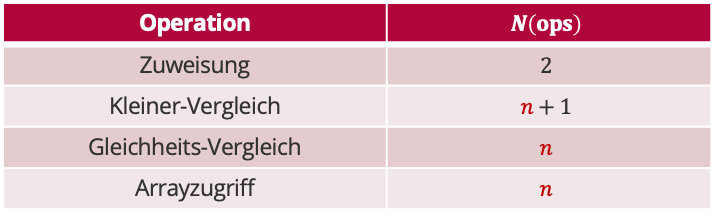 Operation N(ops)
Zuweisung 2
Kleiner-Vergleich n + 1
Gleichheits-Vergleich n
Arrayzugriff n